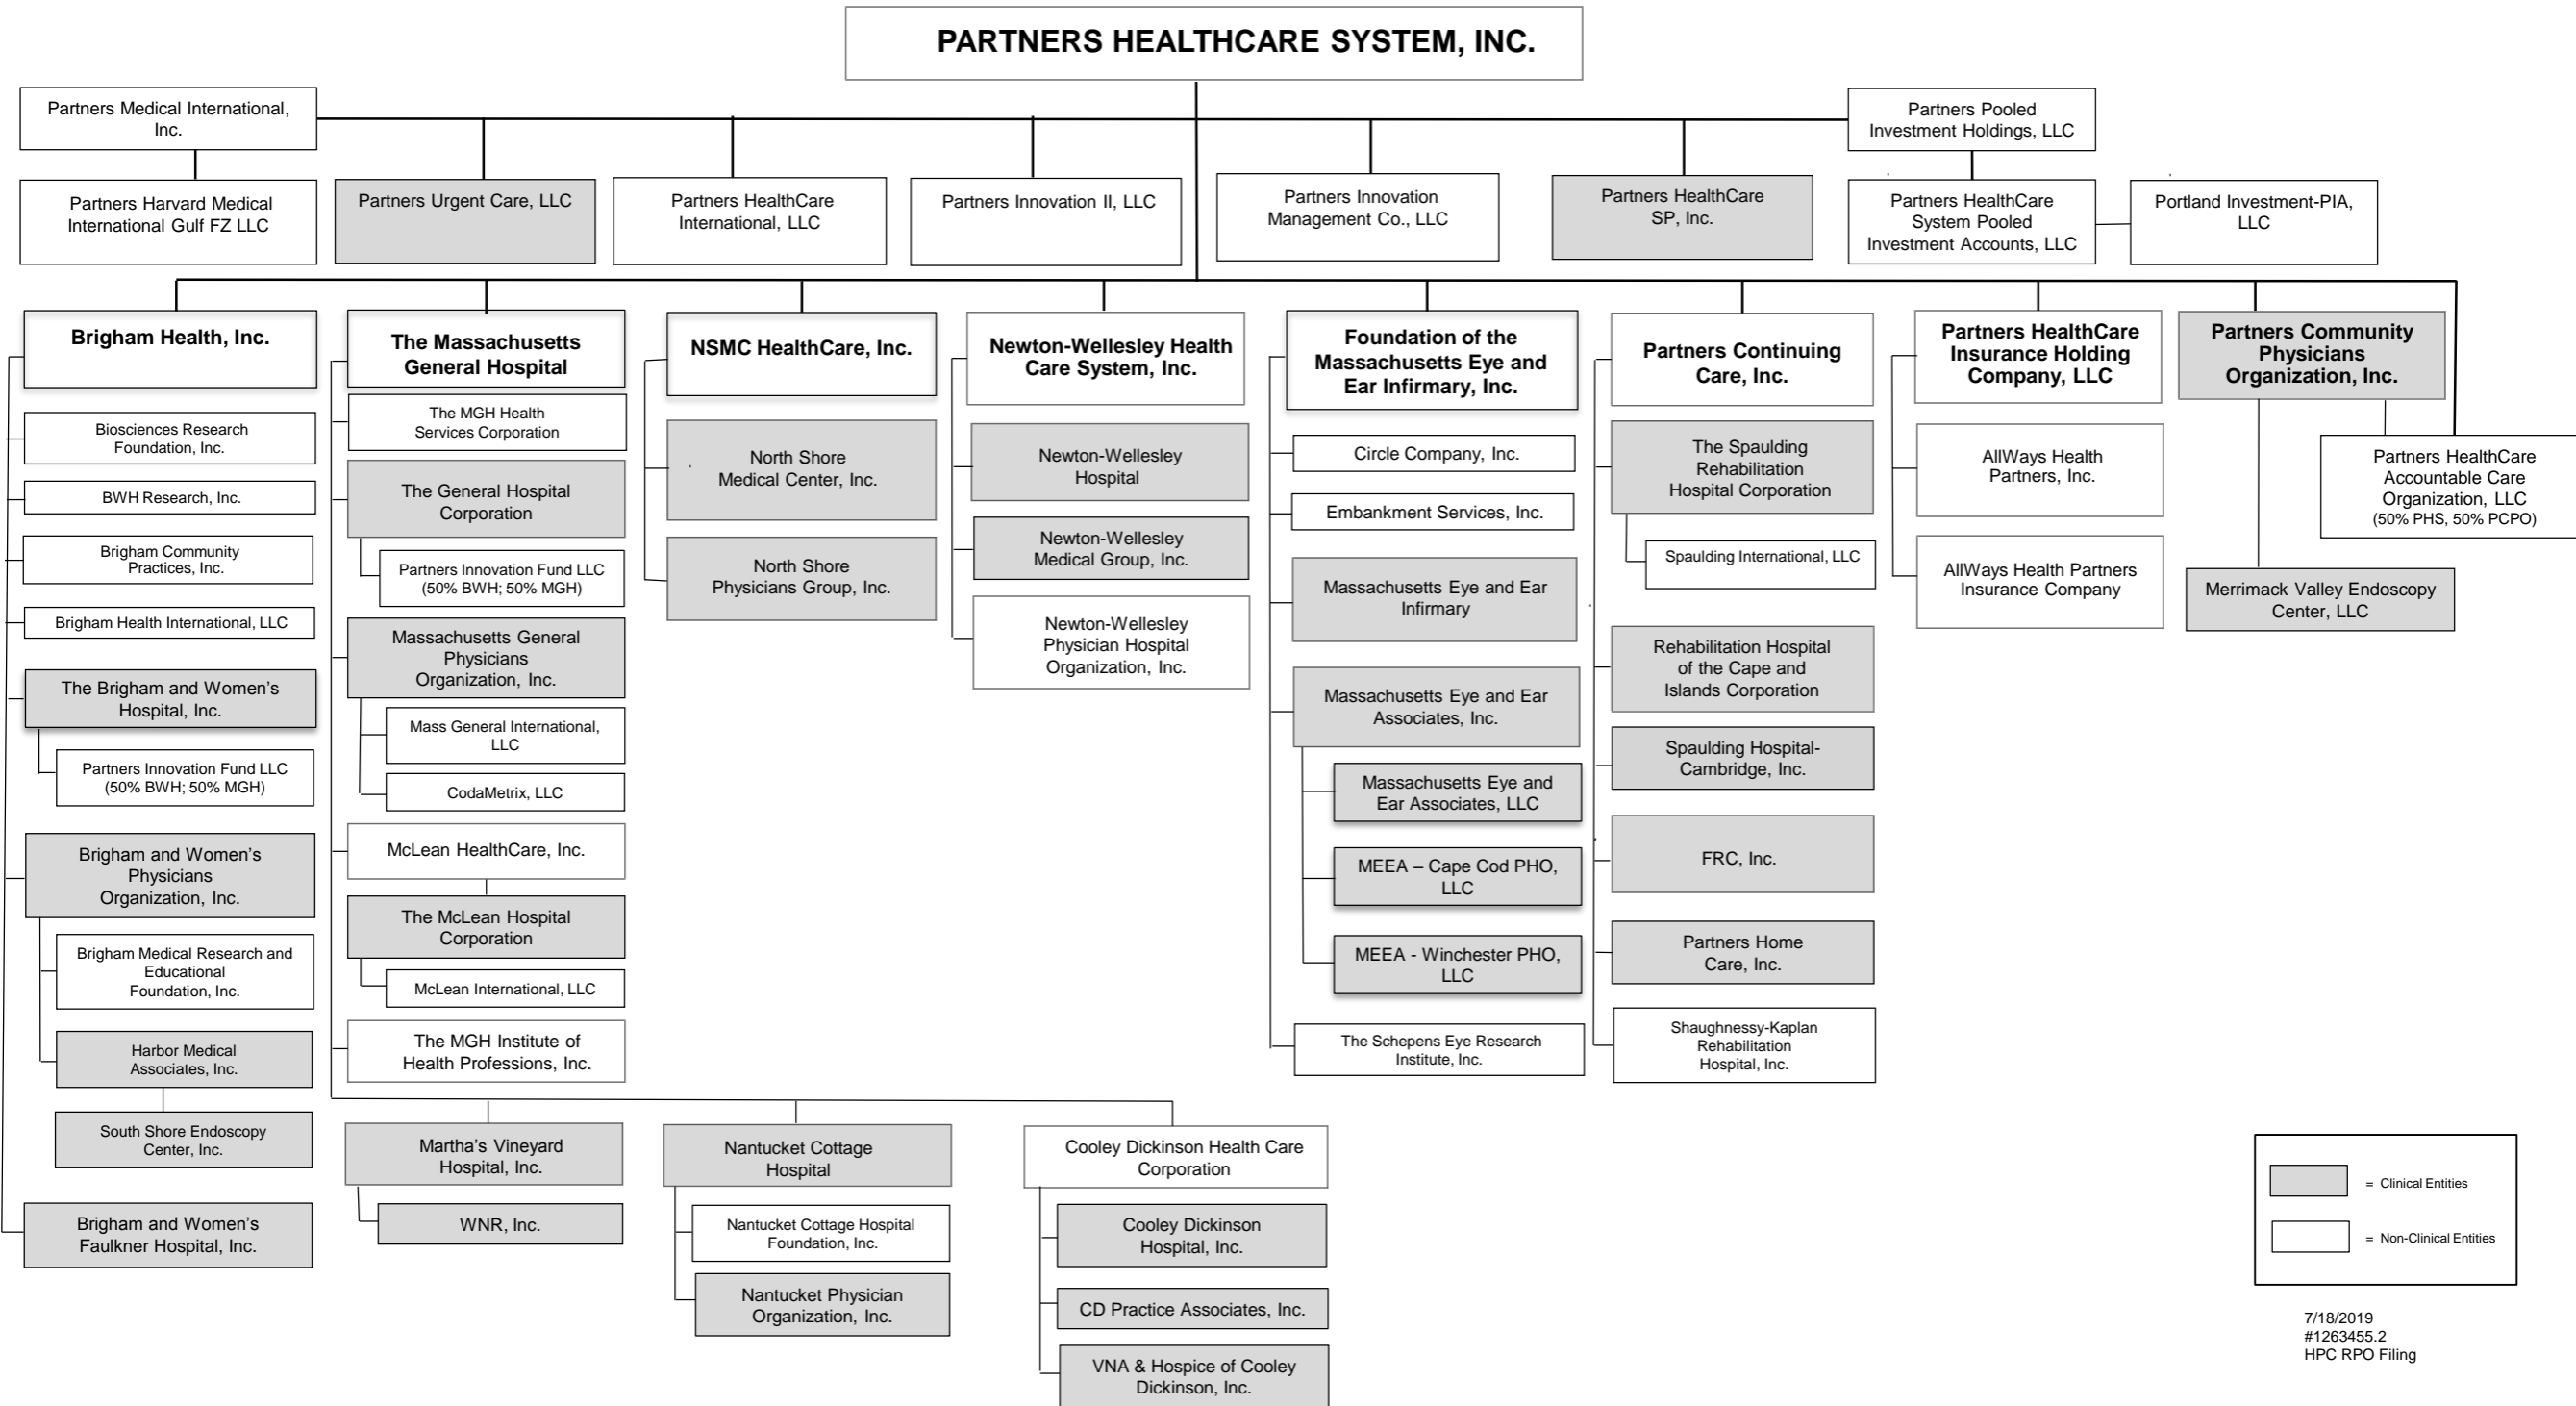 PARTNERS HEALTHCARE SYSTEM, INC.
Partners Medical International,
Inc.
Partners Pooled
Investment Holdings, LLC
Partners Harvard Medical
International Gulf FZ LLC
Partners Urgent Care, LLC
Partners HealthCare
International, LLC
Partners Innovation II, LLC
Partners Innovation
Management Co., LLC
Partners HealthCare
SP, Inc.
Partners HealthCare
System Pooled
Investment Accounts, LLC
Portland Investment-PIA,
LLC
Brigham Health, Inc.
Biosciences Research
Foundation, Inc.
BWH Research, Inc.
Brigham Community
Practices, Inc.
Brigham Health International, LLC
The Brigham and Women's
Hospital, Inc.
Partners Innovation Fund LLC
(50% BWH; 50% MGH)
Brigham and Women's
Physicians
Organization, Inc.
Brigham Medical Research and
Educational
Foundation, Inc.
Harbor Medical
Associates, Inc.
South Shore Endoscopy
Center, Inc.
Brigham and Women's
Faulkner Hospital, Inc.
The Massachusetts
General Hospital
The MGH Health
Services Corporation
The General Hospital
Corporation
Partners Innovation Fund LLC
(50% BWH; 50% MGH)
Massachusetts General
Physicians
Organization, Inc.
Mass General International,
LLC
CodaMetrix, LLC
McLean HealthCare, Inc.
The McLean Hospital
Corporation
McLean International, LLC
The MGH Institute of
Health Professions, Inc.
Martha's Vineyard
Hospital, Inc.
WNR, Inc.
Nantucket Cottage
Hospital
Nantucket Cottage Hospital
Foundation, Inc.
Nantucket Physician
Organization, Inc.
Cooley Dickinson Health Care
Corporation
Cooley Dickinson
Hospital, Inc.
CD Practice Associates, Inc.
VNA & Hospice of Cooley
Dickinson, Inc.
NSMC HealthCare, Inc.
North Shore
Medical Center, Inc.
North Shore
Physicians Group, Inc.
Newton-Wellesley Health
Care System, Inc.
Newton-Wellesley
Hospital
Newton-Wellesley
Medical Group, Inc.
Newton-Wellesley
Physician Hospital
Organization, Inc.
Foundation of the
Massachusetts Eye and
Ear Infirmary, Inc.
Circle Company, Inc.
Embankment Services, Inc.
Massachusetts Eye and Ear
Infirmary
Massachusetts Eye and Ear
Associates, Inc.
Massachusetts Eye and
Ear Associates, LLC
MEEA – Cape Cod PHO,
LLC
MEEA - Winchester PHO,
LLC
The Schepens Eye Research
Institute, Inc.
Partners Continuing
Care, Inc.
The Spaulding
Rehabilitation
Hospital Corporation
Spaulding International, LLC
Rehabilitation Hospital
of the Cape and
Islands Corporation
Spaulding Hospital-
Cambridge, Inc.
FRC, Inc.
Partners Home
Care, Inc.
Shaughnessy-Kaplan
Rehabilitation
Hospital, Inc.
Partners HealthCare
Insurance Holding
Company, LLC
AllWays Health
Partners, Inc.
AllWays Health Partners
Insurance Company
Partners Community
Physicians
Organization, Inc.
Partners HealthCare
Accountable Care
Organization, LLC
(50% PHS, 50% PCPO)
Merrimack Valley Endoscopy
Center, LLC
= Clinical Entities
= Non-Clinical Entities
7/18/2019
#1263455.2
HPC RPO Filing